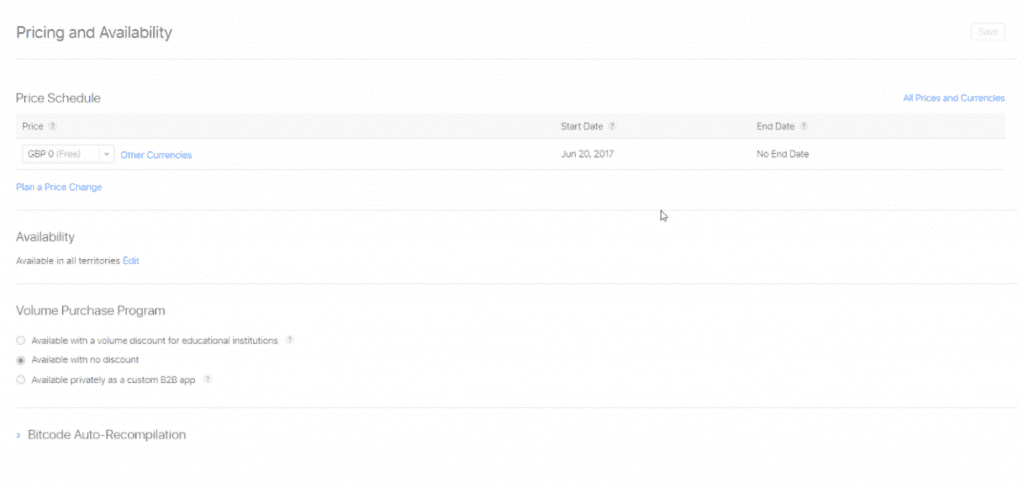 Pricing and Availability
Save
Price Schedule
All Prices and Currencies
Price ? Start Date ? End Date ?
GBP 0 (Free) Other Currencies Jun 20, 2017 No End Date
Plan a Price Change
Availability
Available in all territories Edit
Volume Purchase Program
Available with a volume discount for educational institutions ?
Available with no discount
Available privately as a custom B2B app ?
Bitcode Auto-Recompilation